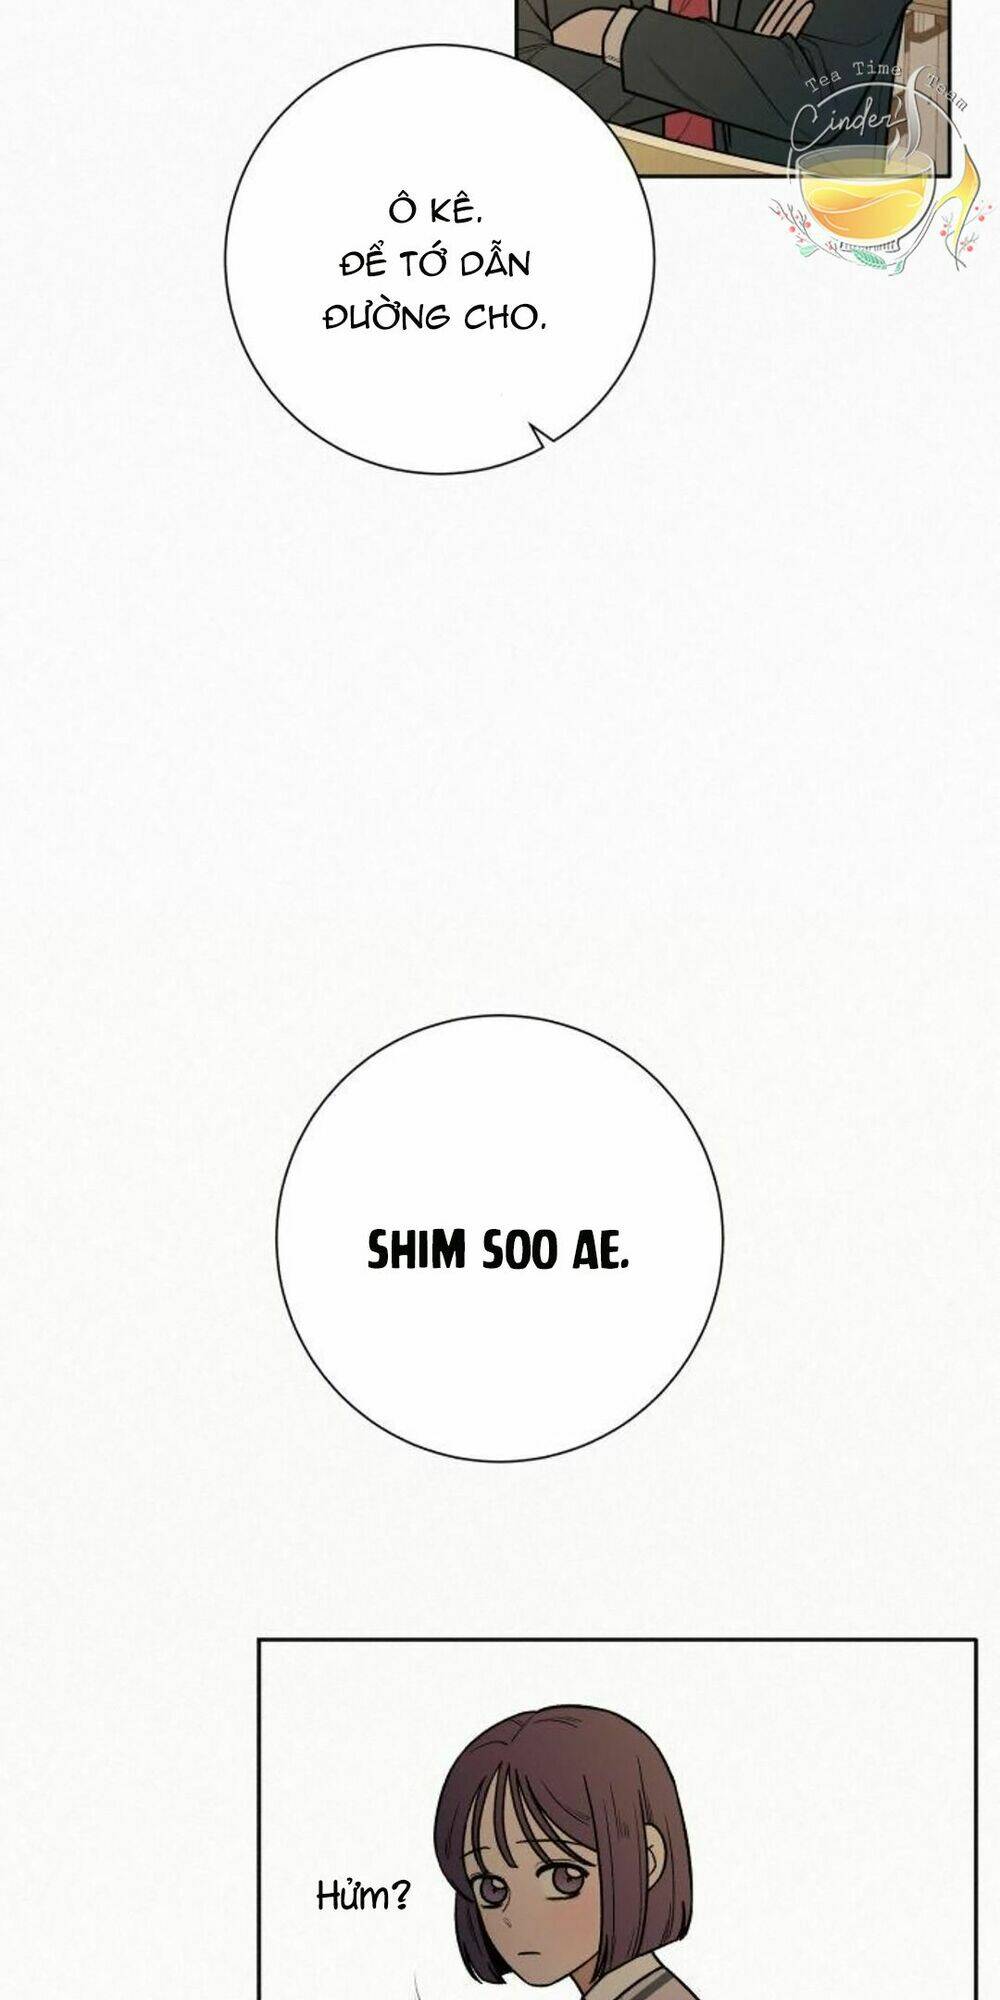 Tea Time Team
Cinder's
Ô KÊ.
ĐỂ TỚ DẪN
ĐƯỜNG CHO.
SHIM SOO AE.
Hửm?